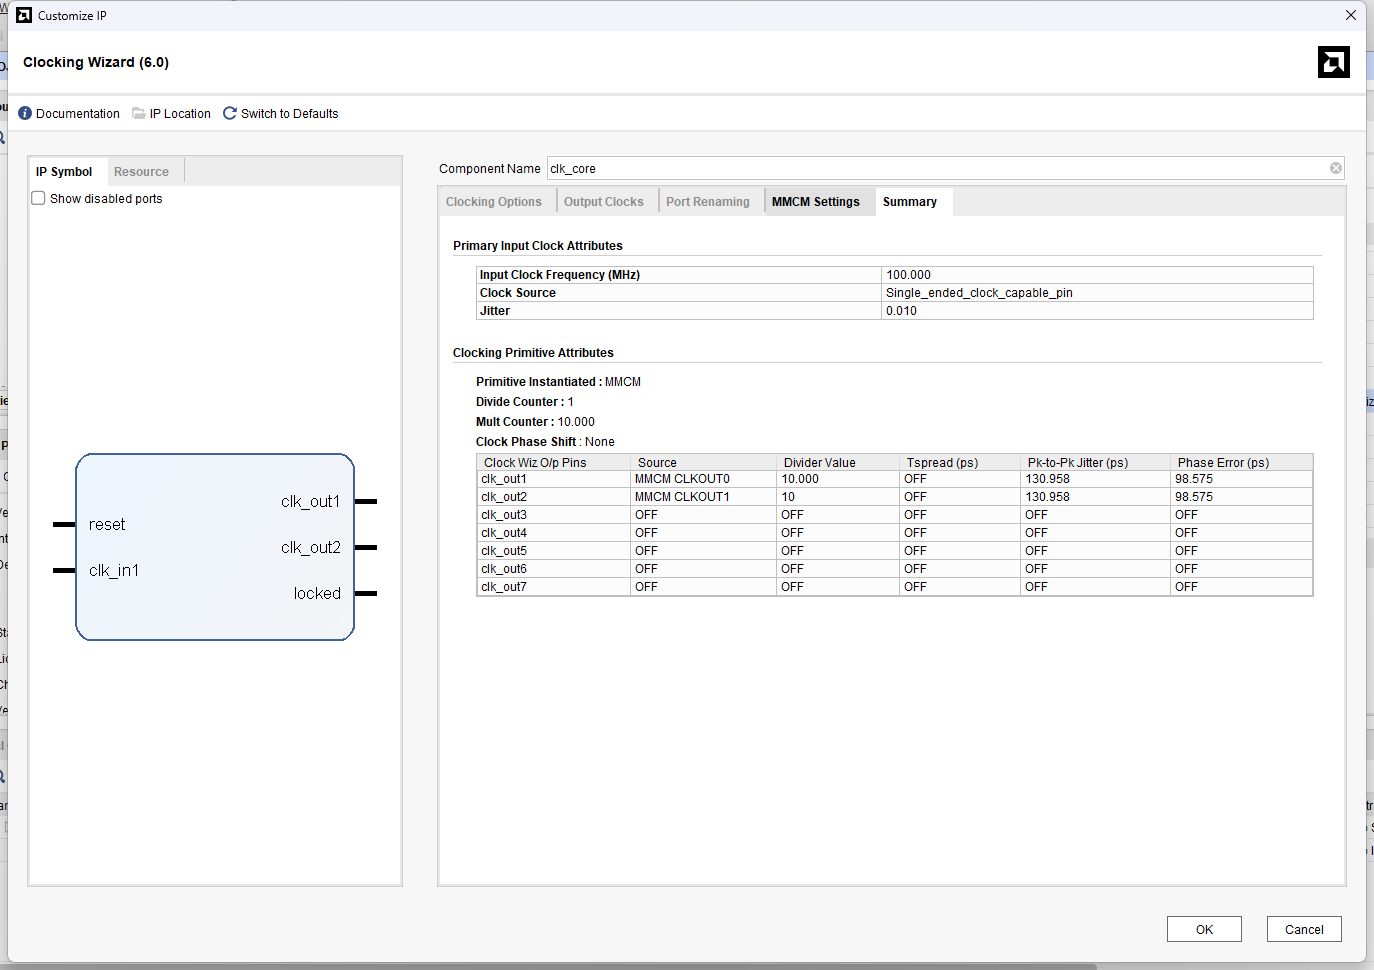 Customize IP
Clocking Wizard (6.0)
Documentation IP Location Switch to Defaults
IP Symbol Resource
Show disabled ports
reset
clk_in1
clk_out1
clk_out2
locked
Component Name clk_core
Clocking Options Output Clocks Port Renaming MMCM Settings Summary
Primary Input Clock Attributes
Input Clock Frequency (MHz) 100.000
Clock Source Single_ended_clock_capable_pin
Jitter 0.010
Clocking Primitive Attributes
Primitive Instantiated : MMCM
Divide Counter : 1
Mult Counter : 10.000
Clock Phase Shift : None
Clock Wiz O/p Pins Source Divider Value Tspread (ps) Pk-to-Pk Jitter (ps) Phase Error (ps)
clk_out1 MMCM CLKOUT0 10.000 OFF 130.958 98.575
clk_out2 MMCM CLKOUT1 10 OFF 130.958 98.575
clk_out3 OFF OFF OFF OFF OFF
clk_out4 OFF OFF OFF OFF OFF
clk_out5 OFF OFF OFF OFF OFF
clk_out6 OFF OFF OFF OFF OFF
clk_out7 OFF OFF OFF OFF OFF
OK Cancel